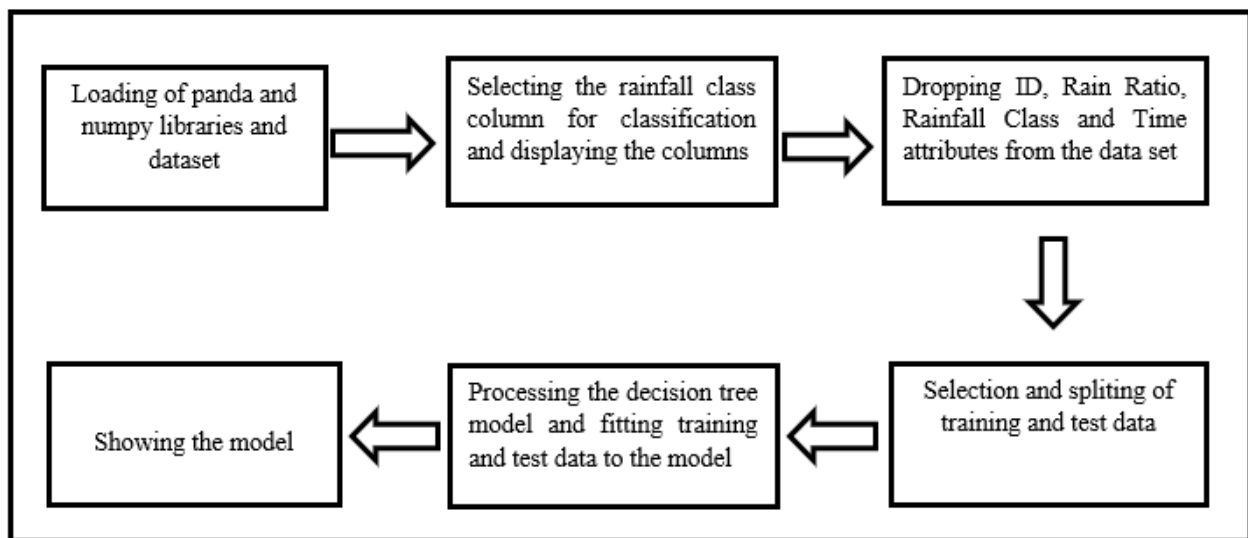 Loading of panda and
numpy libraries and
dataset
Selecting the rainfall class
column for classification
and displaying the columns
Dropping ID, Rain Ratio,
Rainfall Class and Time
attributes from the data set
Selection and spliting of
training and test data
Processing the decision tree
model and fitting training
and test data to the model
Showing the model